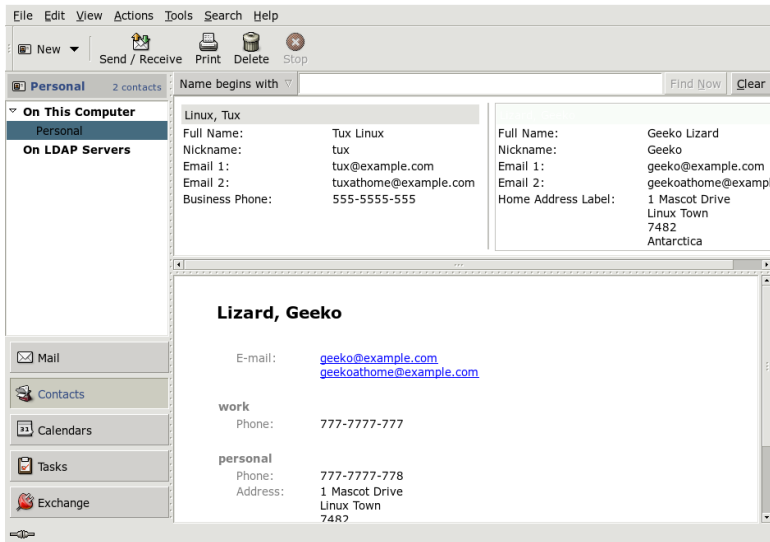 File Edit View Actions Tools Search Help
New Send / Receive Print Delete Stop
Personal 2 contacts Name begins with Find Now Clear
On This Computer
Personal
On LDAP Servers
Linux, Tux
Full Name: Tux Linux
Nickname: tux
Email 1: tux@example.com
Email 2: tuxathome@example.com
Business Phone: 555-5555-555
Full Name: Geeko Lizard
Nickname: Geeko
Email 1: geeko@example.com
Email 2: geekoathome@exampl
Home Address Label: 1 Mascot Drive
Linux Town
7482
Antarctica
Lizard, Geeko
E-mail: geeko@example.com
geekoathome@example.com
work
Phone: 777-7777-777
personal
Phone: 777-7777-778
Address: 1 Mascot Drive
Linux Town
7482
Mail
Contacts
31 Calendars
Tasks
Exchange